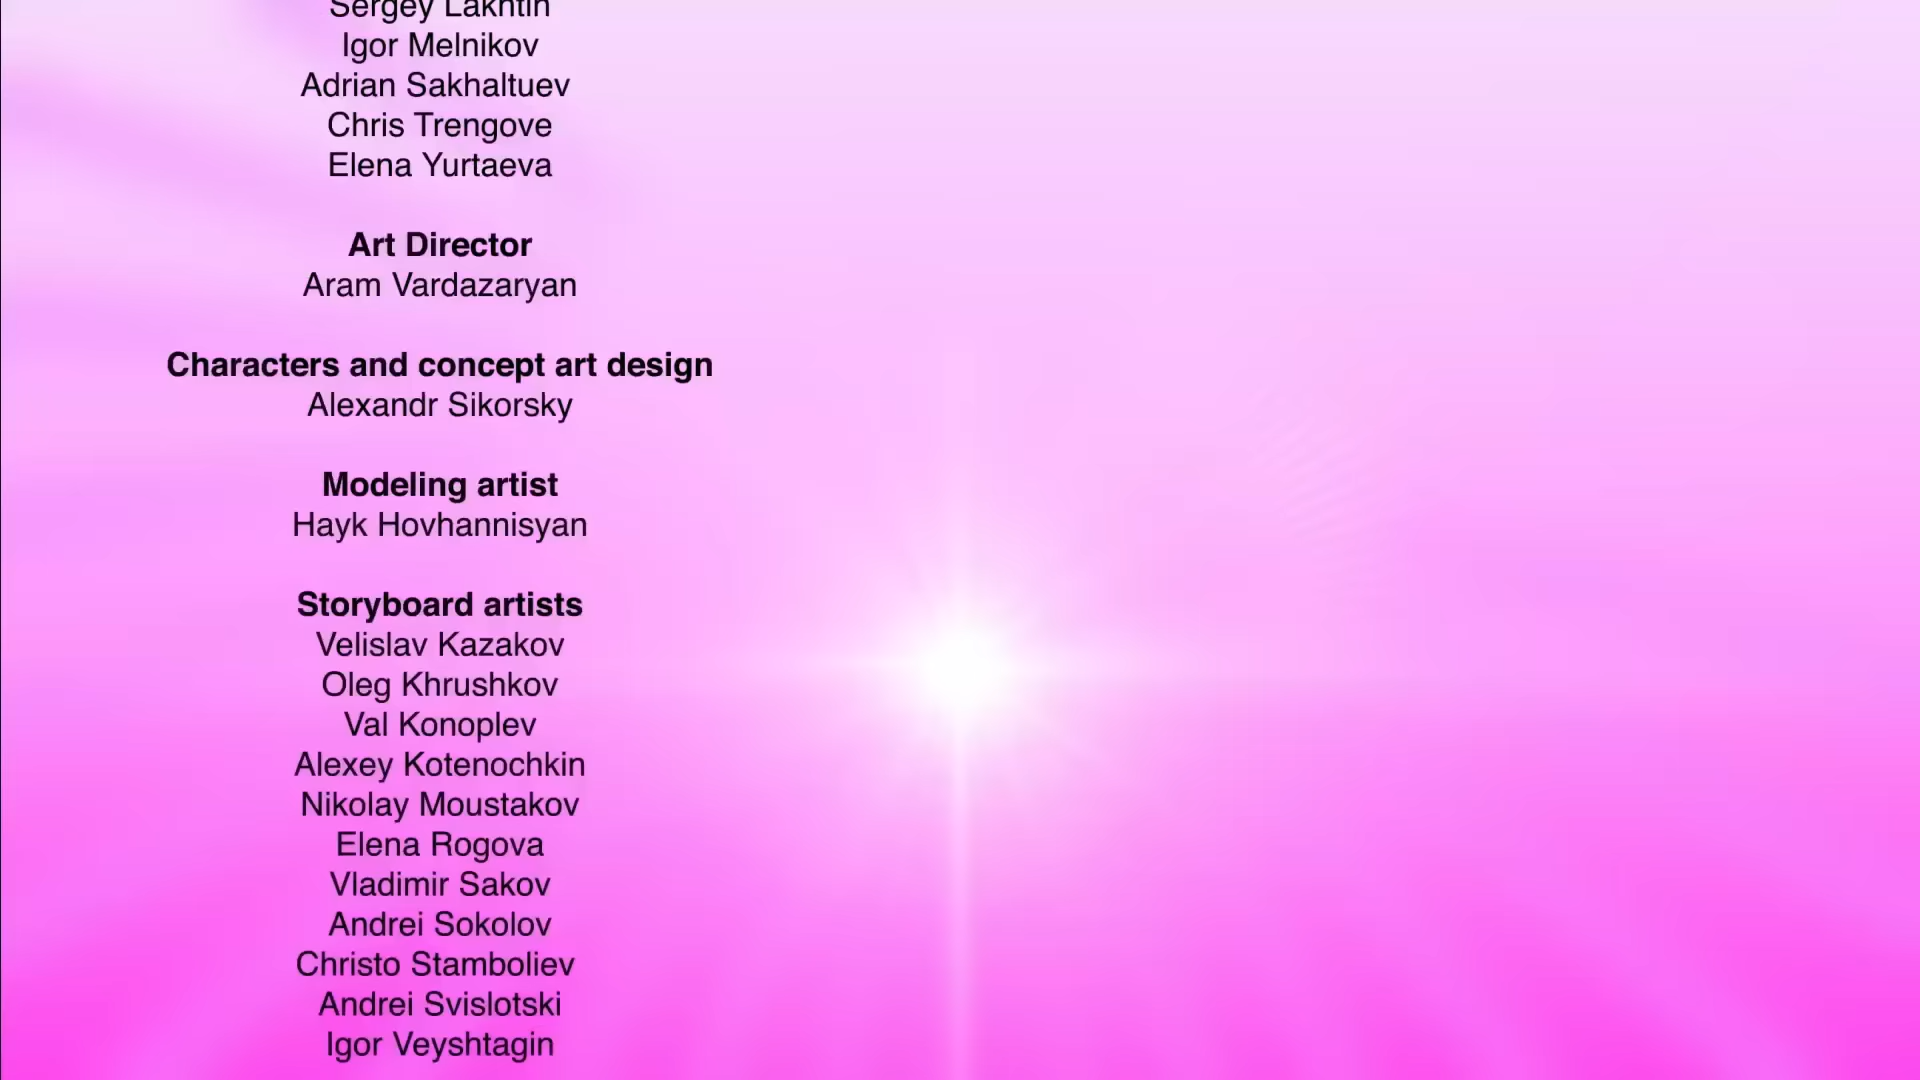 Sergey Lakhtin
Igor Melnikov
Adrian Sakhaltuev
Chris Trengove
Elena Yurtaeva
Art Director
Aram Vardazaryan
Characters and concept art design
Alexandr Sikorsky
Modeling artist
Hayk Hovhannisyan
Storyboard artists
Velislav Kazakov
Oleg Khrushkov
Val Konoplev
Alexey Kotenochkin
Nikolay Moustakov
Elena Rogova
Vladimir Sakov
Andrei Sokolov
Christo Stamboliev
Andrei Svislotski
Igor Veyshtagin